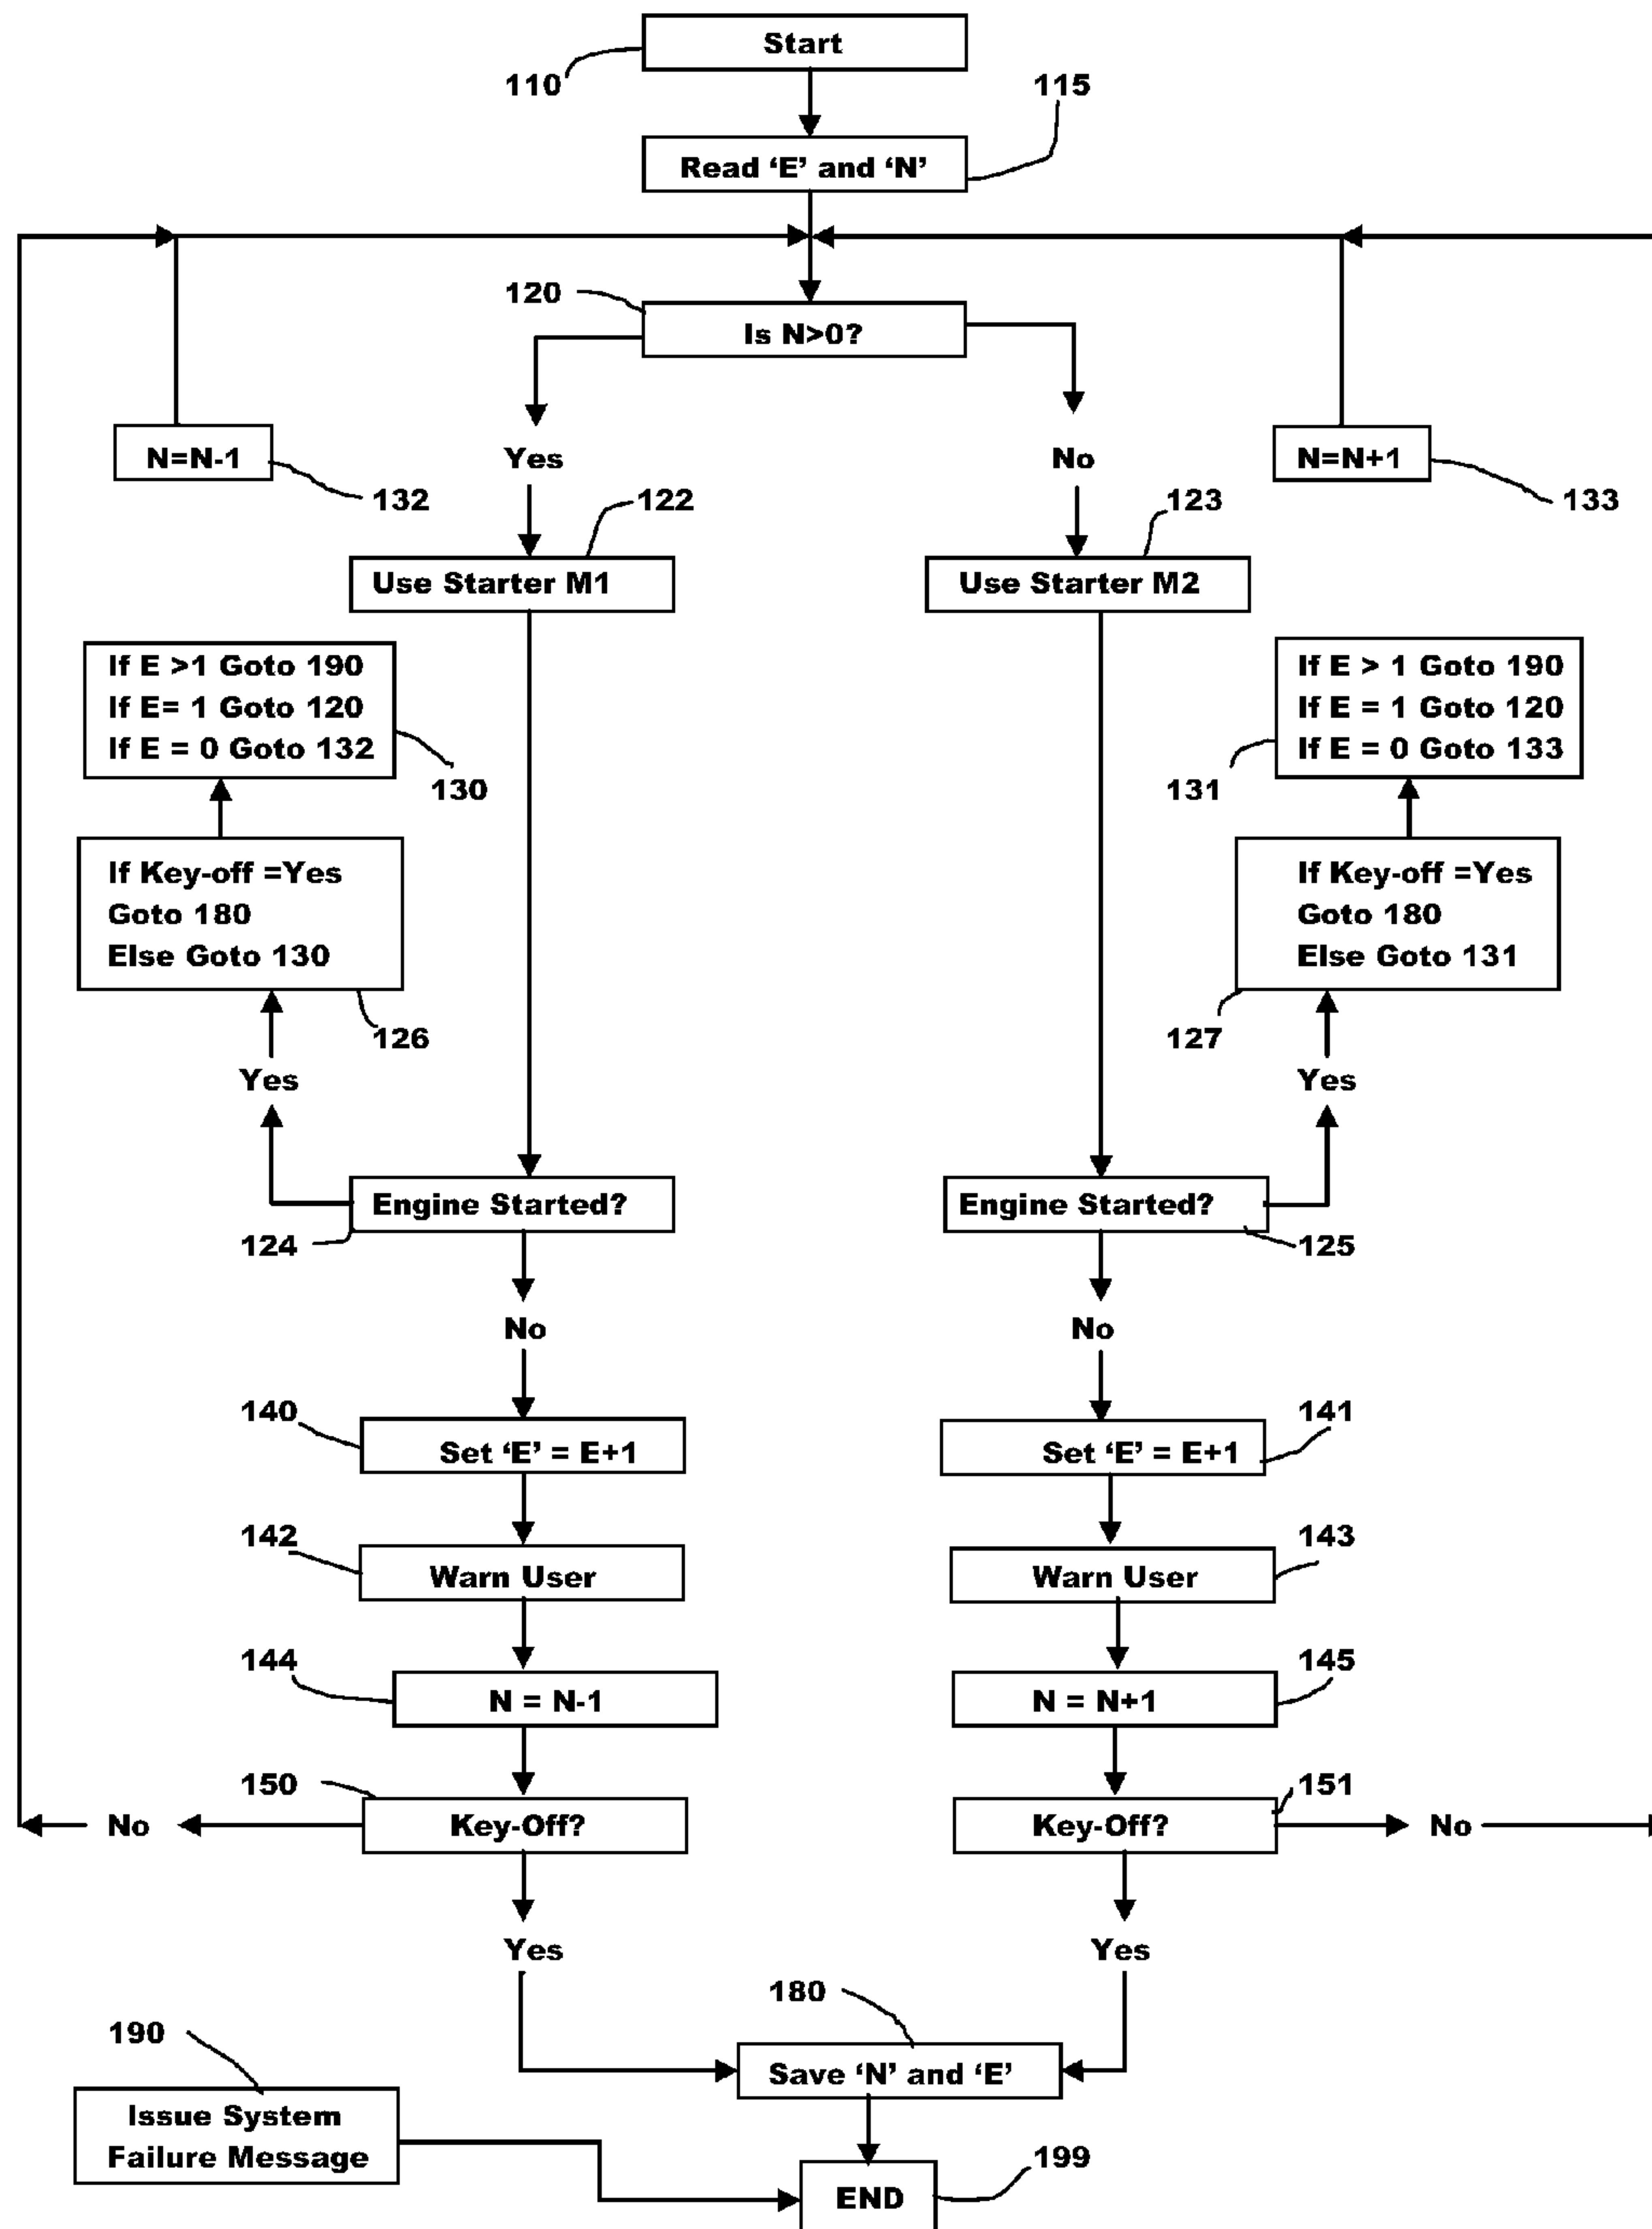 Start
110
115
Read ‘E’ and ‘N’
120
Is N>0?
N=N-1
Yes
No
N=N+1
132
122
123
133
Use Starter M1
Use Starter M2
If E >1 Goto 190
If E= 1 Goto 120
If E = 0 Goto 132
130
If E > 1 Goto 190
If E = 1 Goto 120
If E = 0 Goto 133
131
If Key-off =Yes
Goto 180
Else Goto 130
126
If Key-off =Yes
Goto 180
Else Goto 131
127
Yes
Yes
Engine Started?
Engine Started?
124
125
No
No
140
141
Set ‘E’ = E+1
Set ‘E’ = E+1
142
143
Warn User
Warn User
144
145
N = N-1
N = N+1
150
151
No
Key-Off?
Key-Off?
No
Yes
Yes
180
190
Save ‘N’ and ‘E’
Issue System
Failure Message
199
END